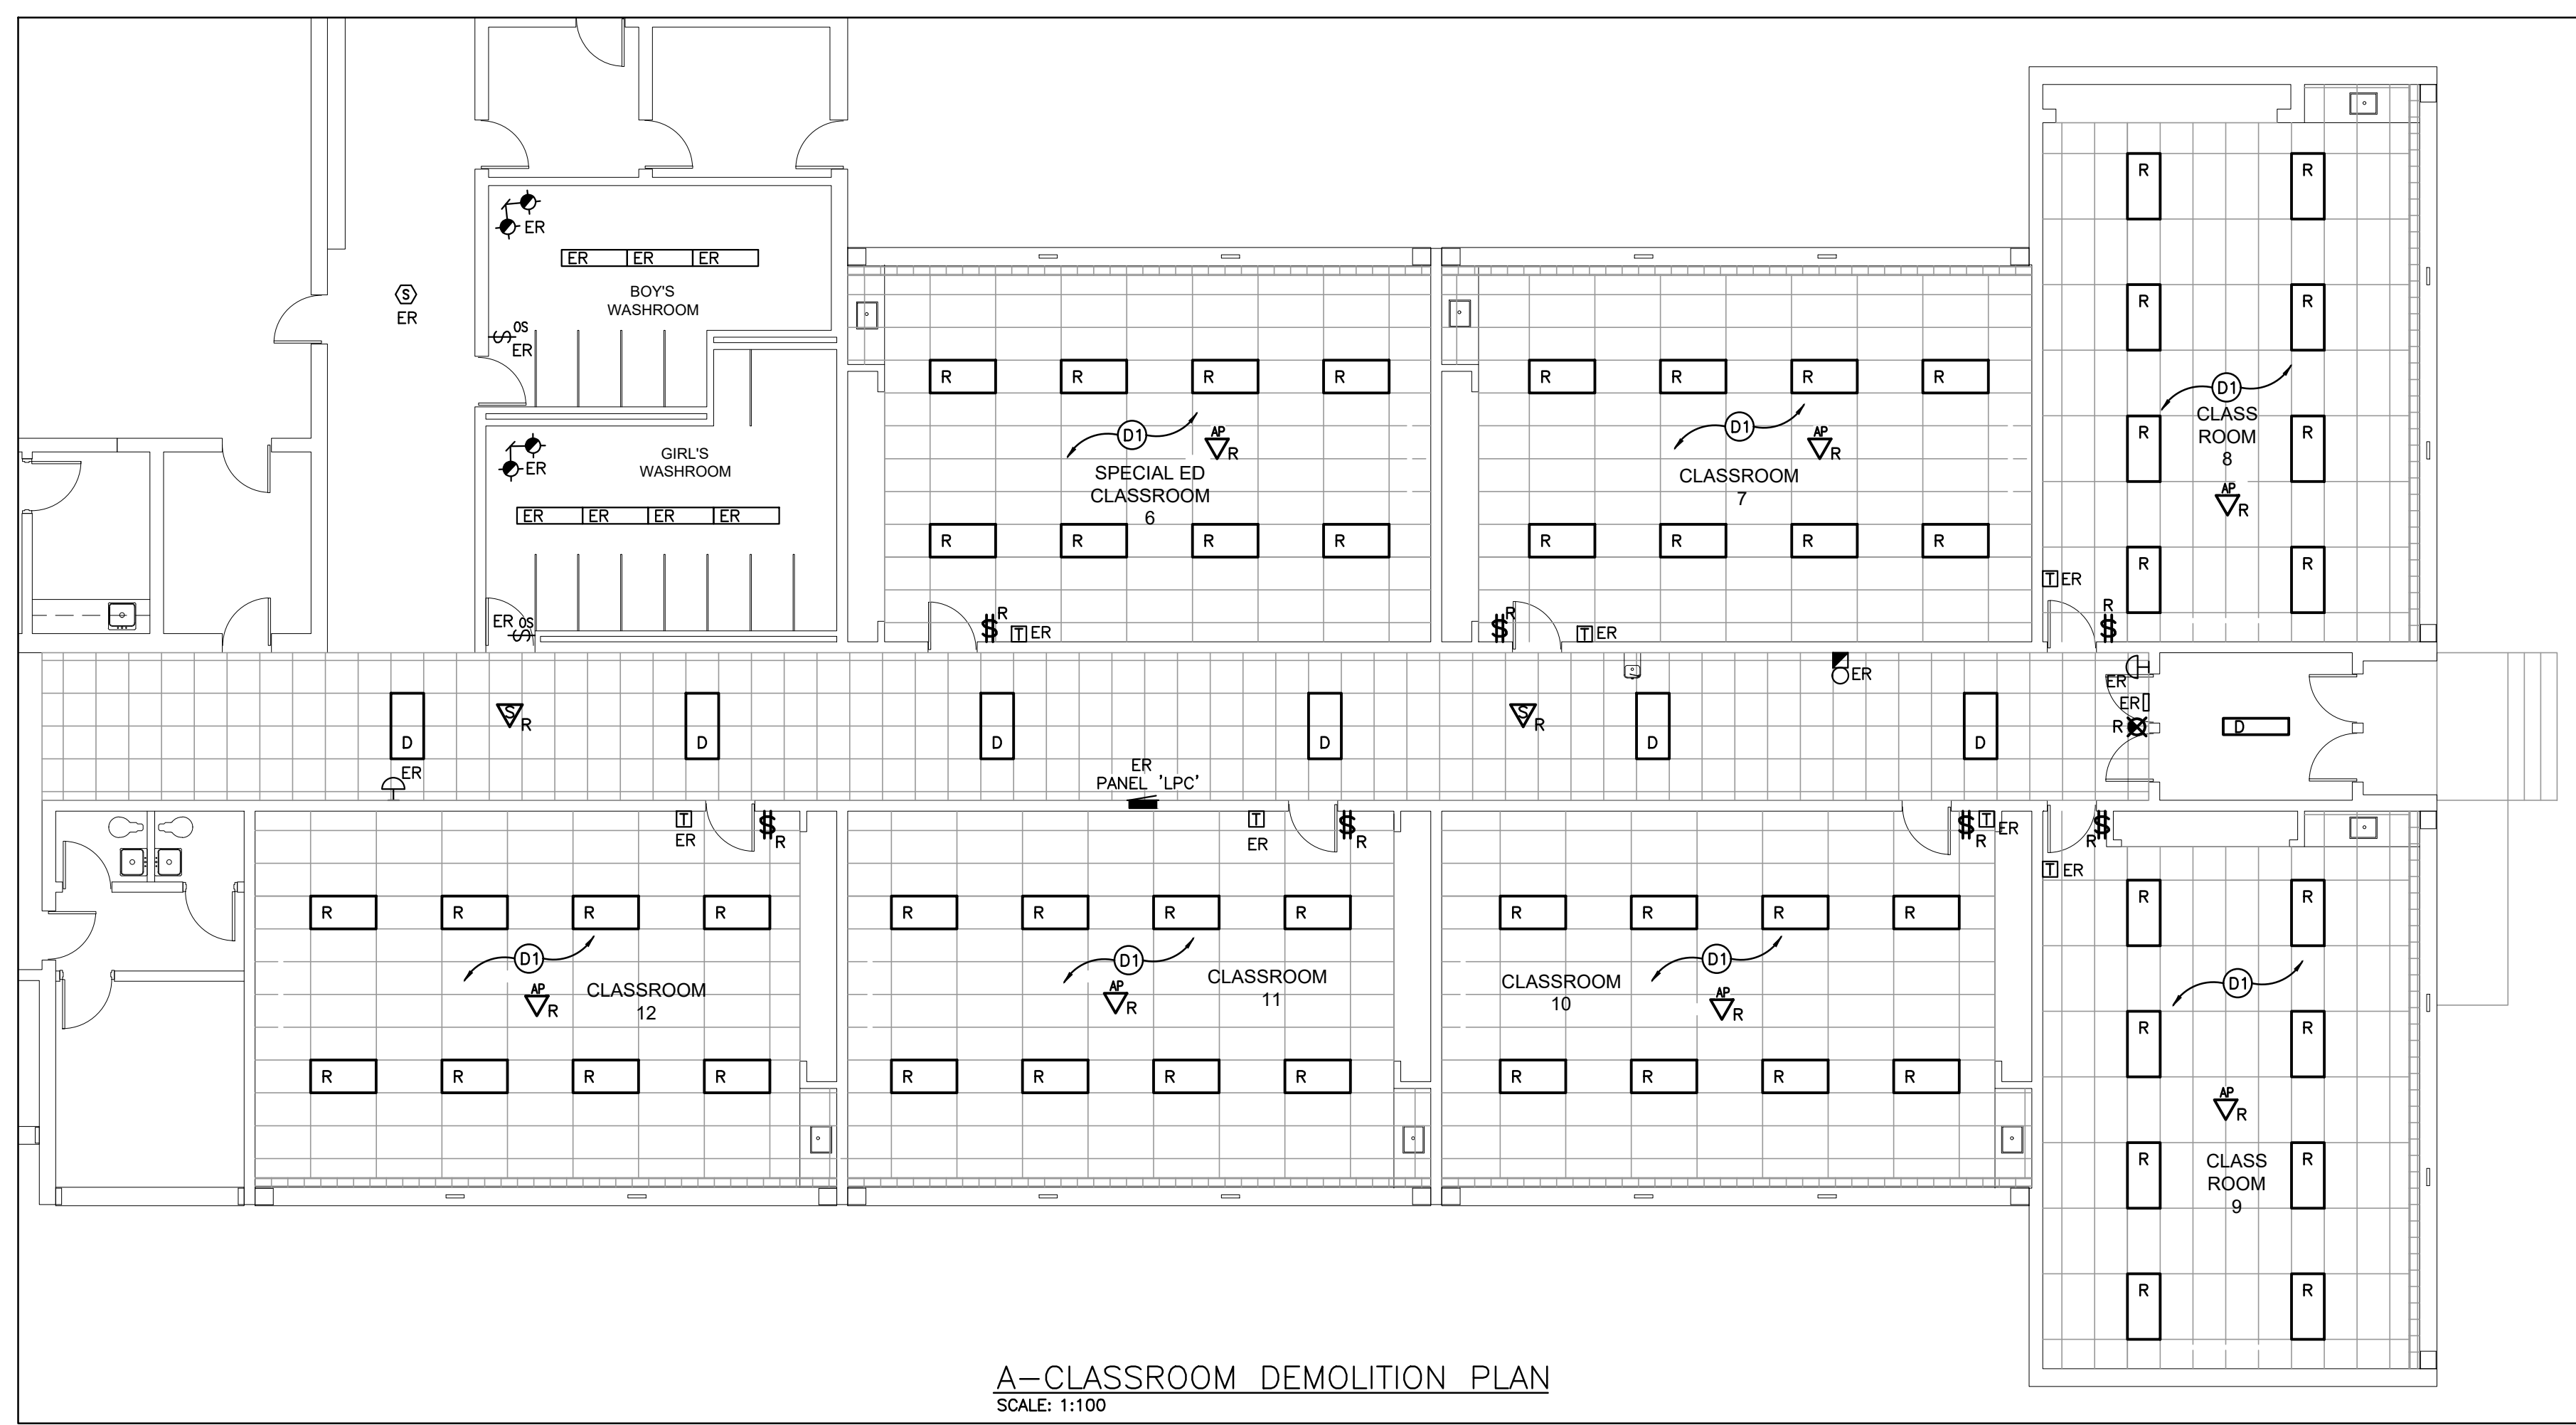 ER
ER ER ER
BOY'S
WASHROOM
S
ER
OS
ER
ER
GIRL'S
WASHROOM
ER ER ER ER
ER OS
R R R R
D1
AP
R
SPECIAL ED
CLASSROOM
6
R R R R
R
T ER
R R R R
D1
AP
R
CLASSROOM
7
R R R R
R
T ER
R R
R R
D1
CLASS
ROOM
8
R R
AP
R
R R
T ER
R
D
S
R
D
D
D
S
R
D
ER
D
ER
ER
R
D
ER
ER
PANEL 'LPC'
T
ER
R
R R R R
D1
AP
R
CLASSROOM
12
R R R R
T
ER
R
R R R R
D1
AP
R
CLASSROOM
11
R R R R
T
ER
R
R R R R
D1
AP
R
CLASSROOM
10
R R R R
R
T ER
R R
D1
R R
AP
R
R R
CLASS
ROOM
9
R R
A-CLASSROOM DEMOLITION PLAN
SCALE: 1:100